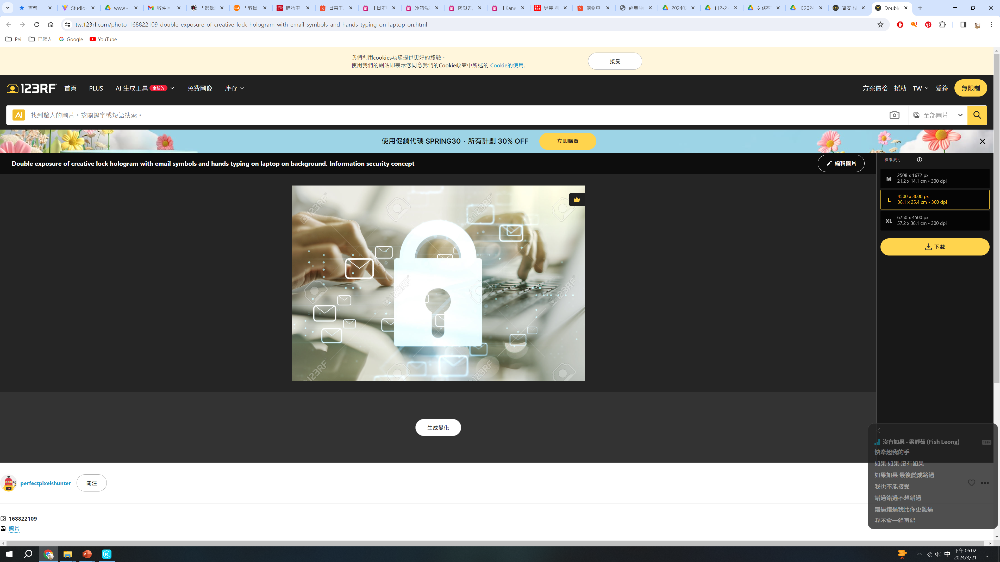 書籤
Studio
www -
收件匣
「影像
「剪輯
購物車
日森工
【日本
冰箱洗
防潮家
【Kane
男裝 圓
購物車
經典沖
20240
112-2
女路剪
【2024
資安 相
Double
tw.123rf.com/photo_168822109_double-exposure-of-creative-lock-hologram-with-email-symbols-and-hands-typing-on-laptop-on.html
Pei
已匯入
Google
YouTube
我們利用cookies為您提供更好的體驗。
使用我們的網站即表示您同意我們的Cookie政策中所述的 Cookie的使用.
接受
123RF
首頁
PLUS
AI 生成工具 全新的
免費圖像
庫存
方案價格
援助
TW
登錄
無限制
AI
找到驚人的圖片。按關鍵字或短語搜索。
全部圖片
使用促銷代碼 SPRING30，所有計劃 30% OFF
立即購買
Double exposure of creative lock hologram with email symbols and hands typing on laptop on background. Information security concept
編輯圖片
標準尺寸
M
2508 x 1672 px
21.2 x 14.1 cm • 300 dpi
L
4500 x 3000 px
38.1 x 25.4 cm • 300 dpi
XL
6750 x 4500 px
57.2 x 38.1 cm • 300 dpi
下載
123RF
123RF
123RF
123RF
123RF
123RF
生成變化
沒有如果 - 梁靜茹 (Fish Leong)
192K
快牽起我的手
如果 如果 沒有如果
如果如果 最後變成路過
我也不能接受
錯過錯過不想錯過
錯過錯過我比你更難過
我不會一錯再錯
perfectpixelshunter
關注
ID 168822109
照片
中
下午 06:02
2024/3/21